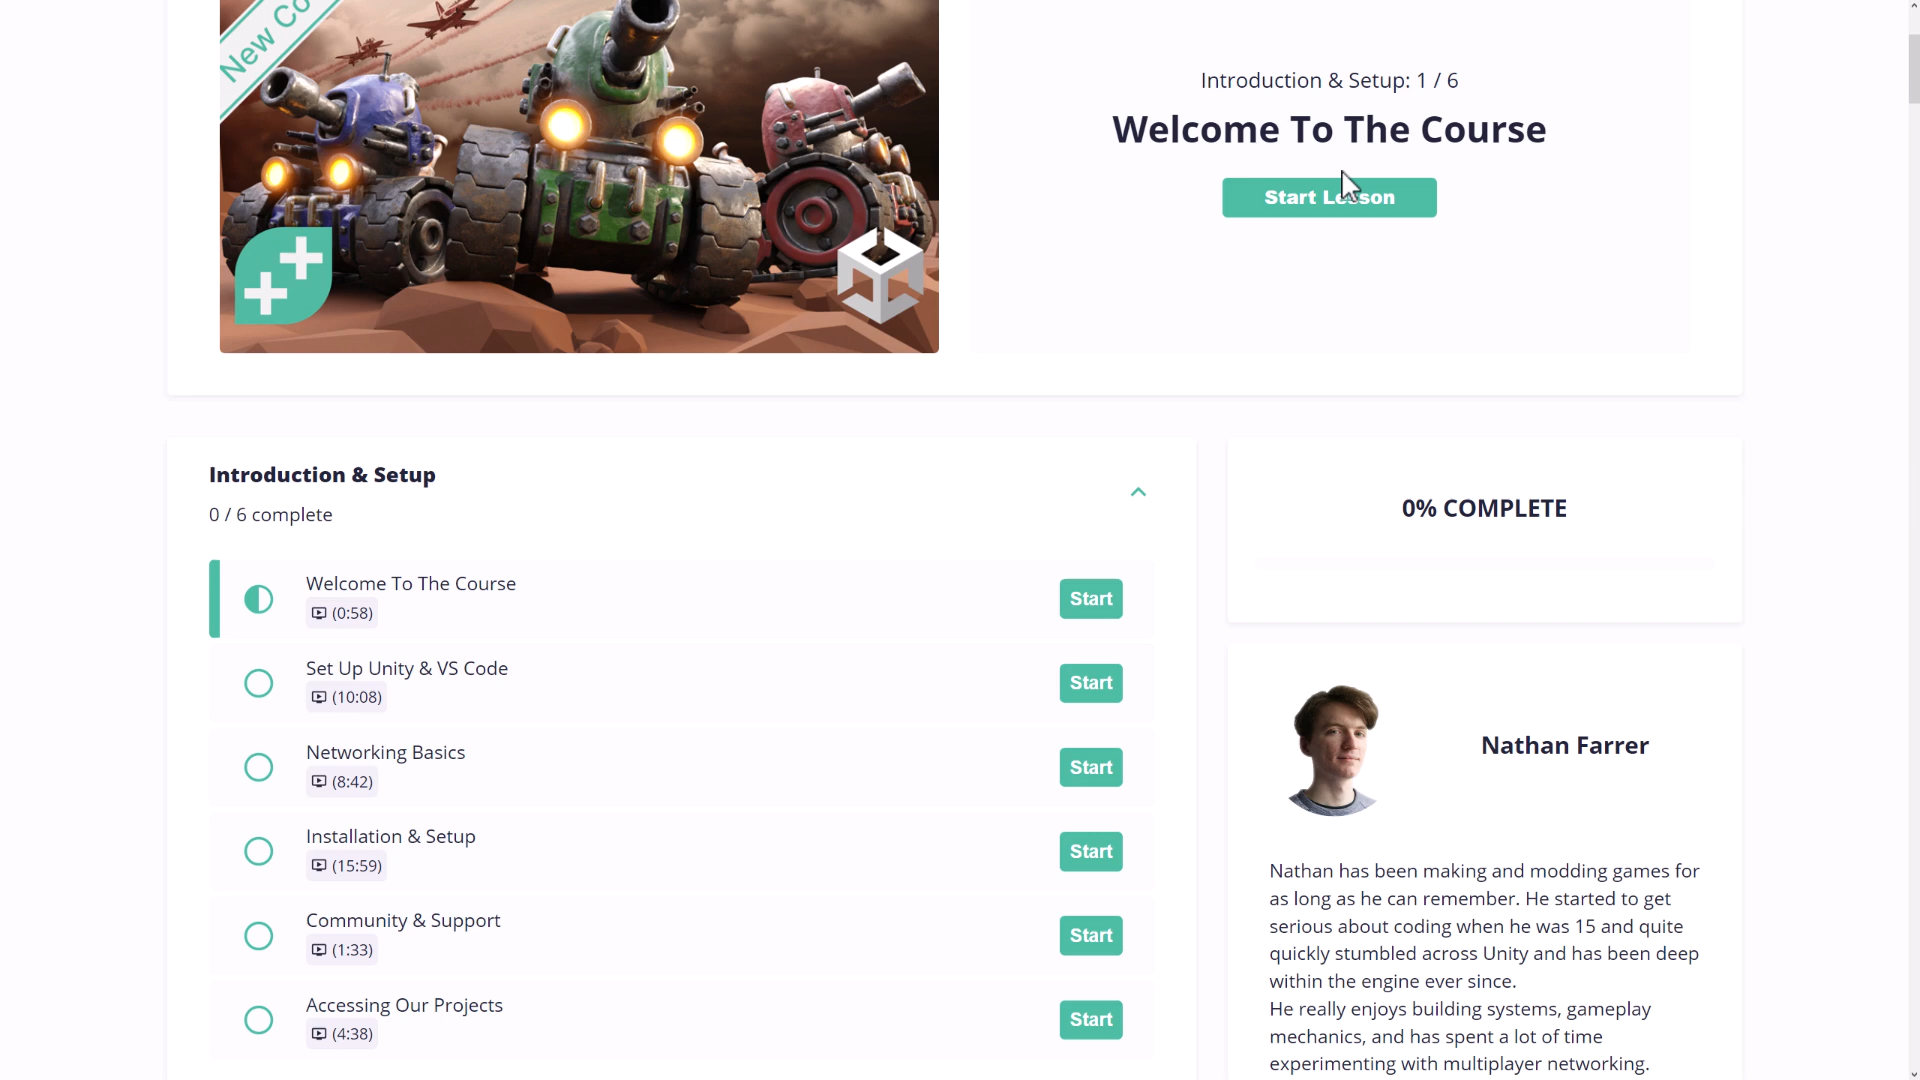 New Co
Introduction & Setup: 1 / 6
Welcome To The Course
Start Lesson
Introduction & Setup
0 / 6 complete
Welcome To The Course
(0:58)
Start
Set Up Unity & VS Code
(10:08)
Start
Networking Basics
(8:42)
Start
Installation & Setup
(15:59)
Start
Community & Support
(1:33)
Start
Accessing Our Projects
(4:38)
Start
0% COMPLETE
Nathan Farrer
Nathan has been making and modding games for
as long as he can remember. He started to get
serious about coding when he was 15 and quite
quickly stumbled across Unity and has been deep
within the engine ever since.
He really enjoys building systems, gameplay
mechanics, and has spent a lot of time
experimenting with multiplayer networking.